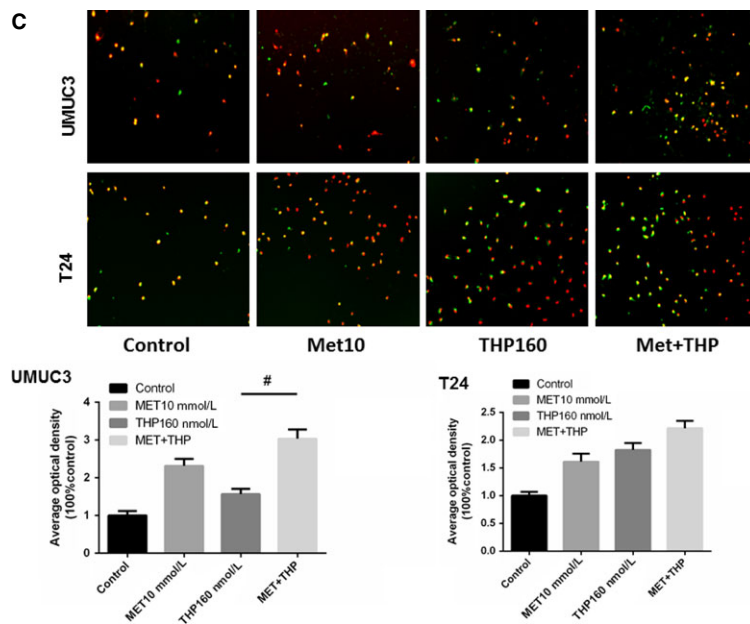 C
UMUC3
T24
Control Met10 THP160 Met+THP
UMUC3
Control
MET10 mmol/L
THP160 nmol/L
MET+THP
#
Average optical density
(100%control)
4
3
2
1
0
Control
MET10 mmol/L
THP160 nmol/L
MET+THP
T24
Control
MET10 mmol/L
THP160 nmol/L
MET+THP
Average optical density
(100%control)
2.5
2.0
1.5
1.0
0.5
0.0
Control
MET10 mmol/L
THP160 nmol/L
MET+THP